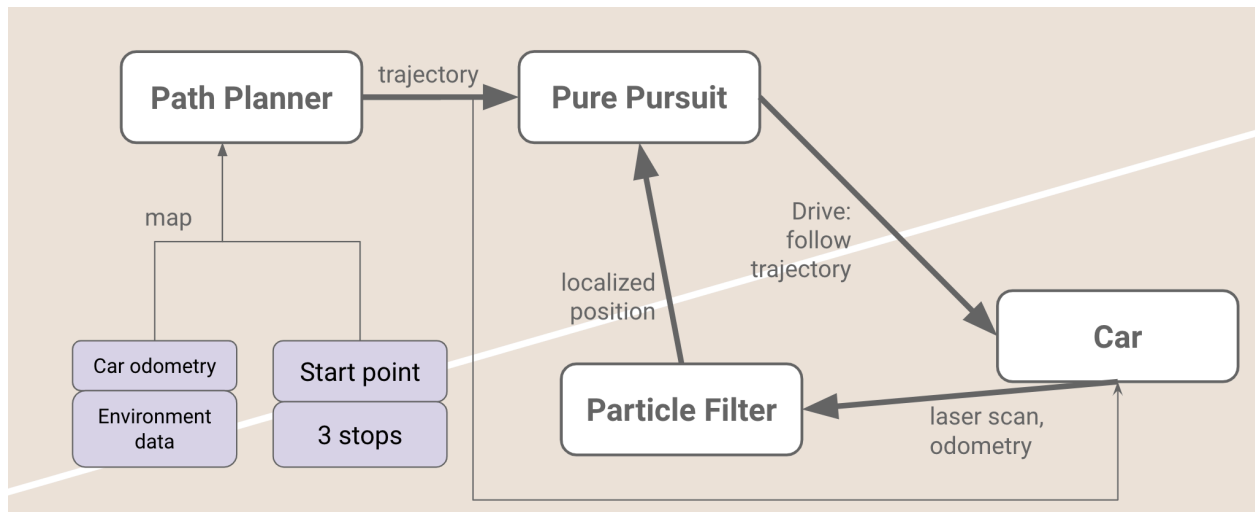 Path Planner
trajectory
Pure Pursuit
map
Drive:
follow
trajectory
localized
position
Car odometry
Environment
data
Start point
3 stops
Particle Filter
Car
laser scan,
odometry